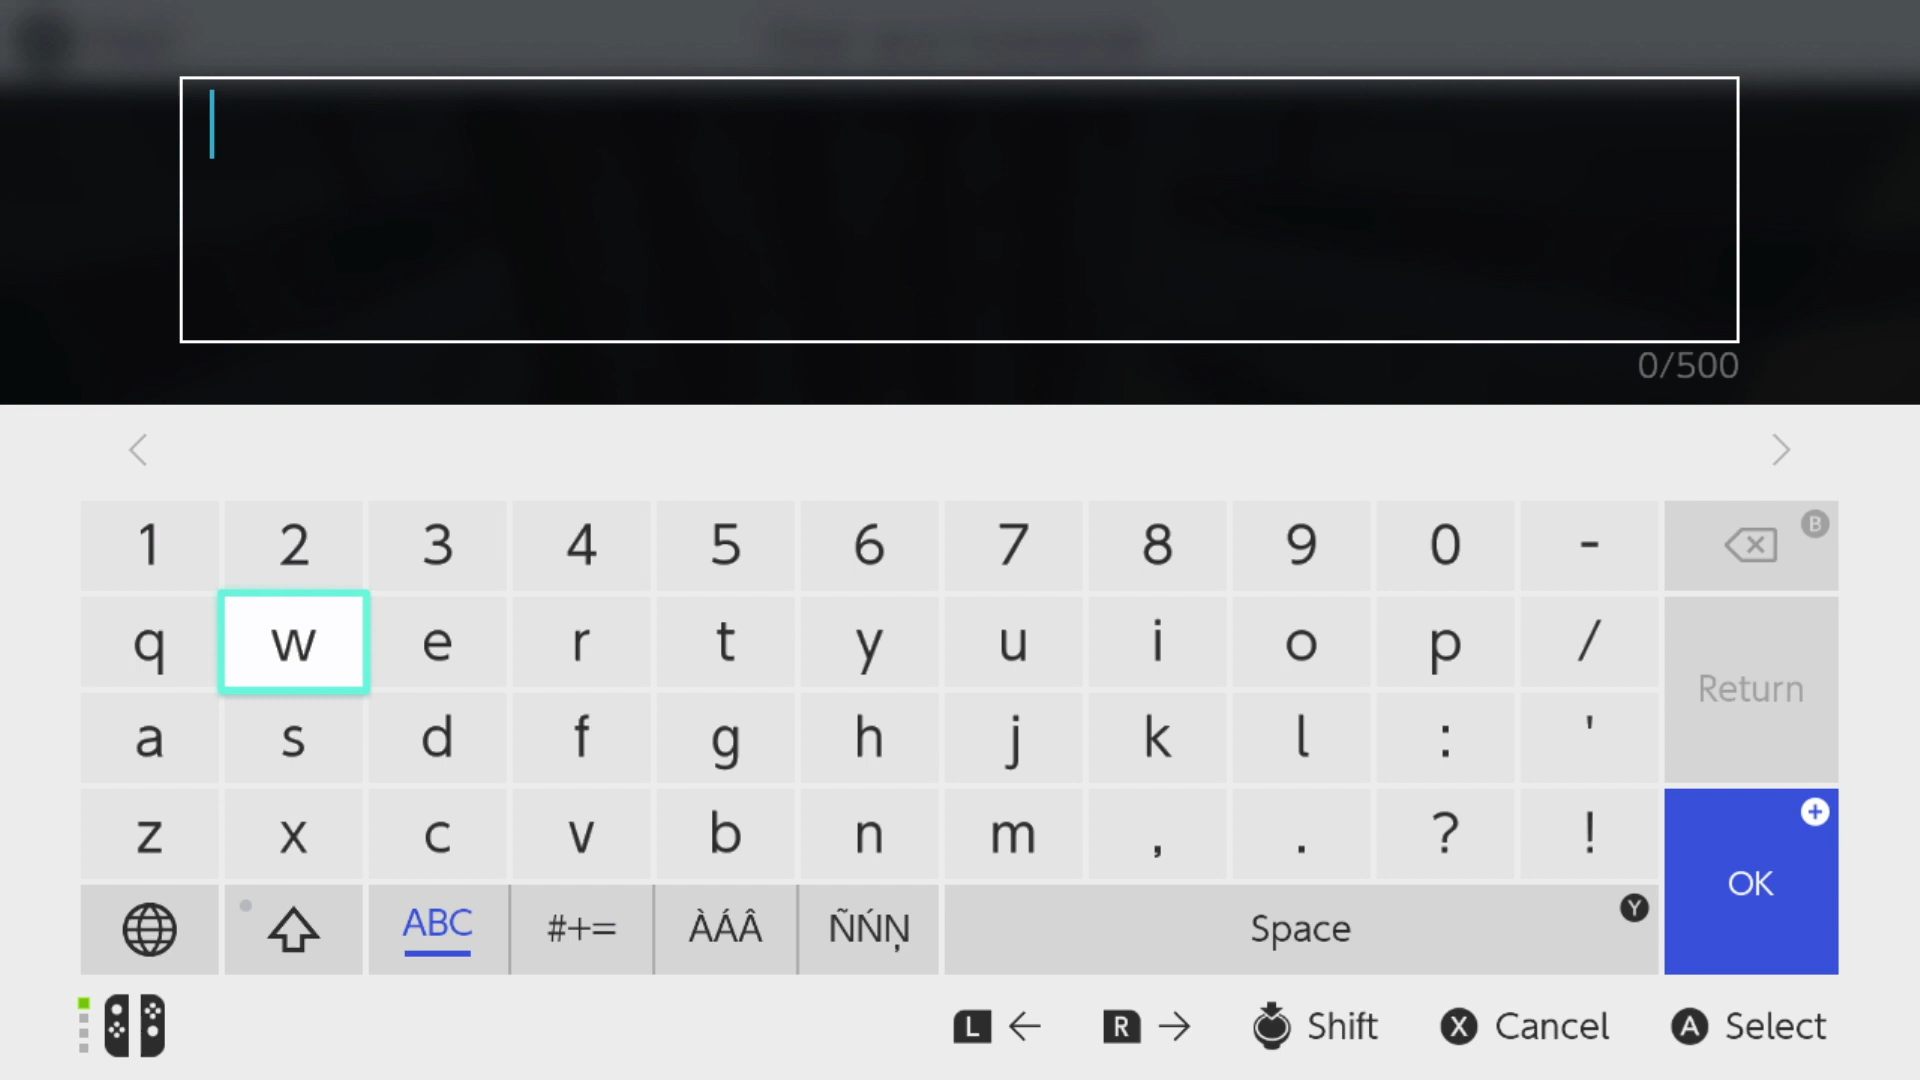 0/500
1 2 3 4 5 6 7 8 9 0 - B
q w e r t y u i o p / Return
a s d f g h j k l : '
z x c v b n m , . ? ! + OK
ABC #+= ÀÁÂ ÑŃŅ Space Y
L ← R → Shift X Cancel A Select